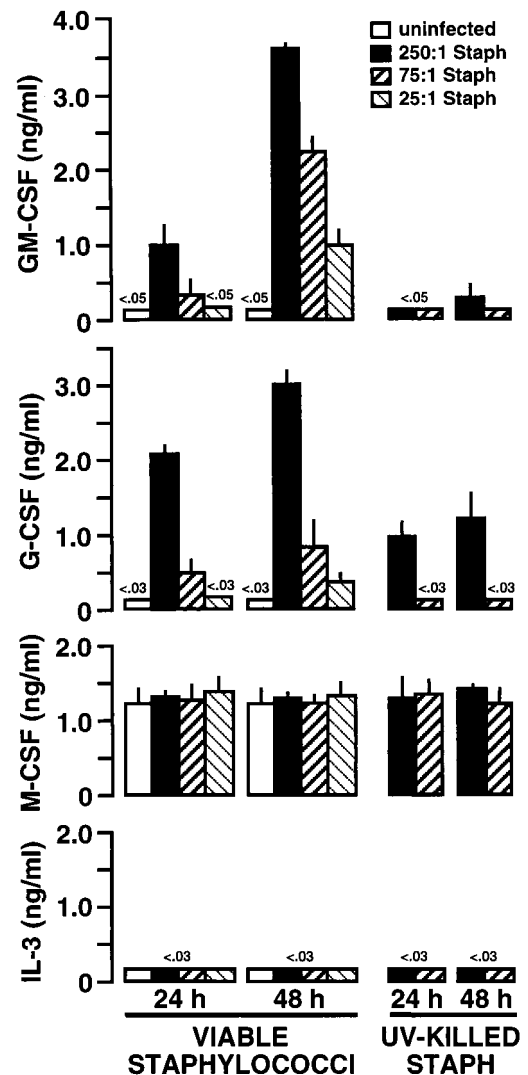 uninfected
250:1 Staph
75:1 Staph
25:1 Staph
GM-CSF (ng/ml)
4.0
3.0
2.0
1.0
0
<.05
<.05
<.05
<.05
G-CSF (ng/ml)
3.0
2.0
1.0
0
<.03
<.03
<.03
<.03
<.03
M-CSF (ng/ml)
2.0
1.0
0
IL-3 (ng/ml)
2.0
1.0
0
<.03
<.03
<.03
<.03
24 h
48 h
24 h
48 h
VIABLE
STAPHYLOCOCCI
UV-KILLED
STAPH